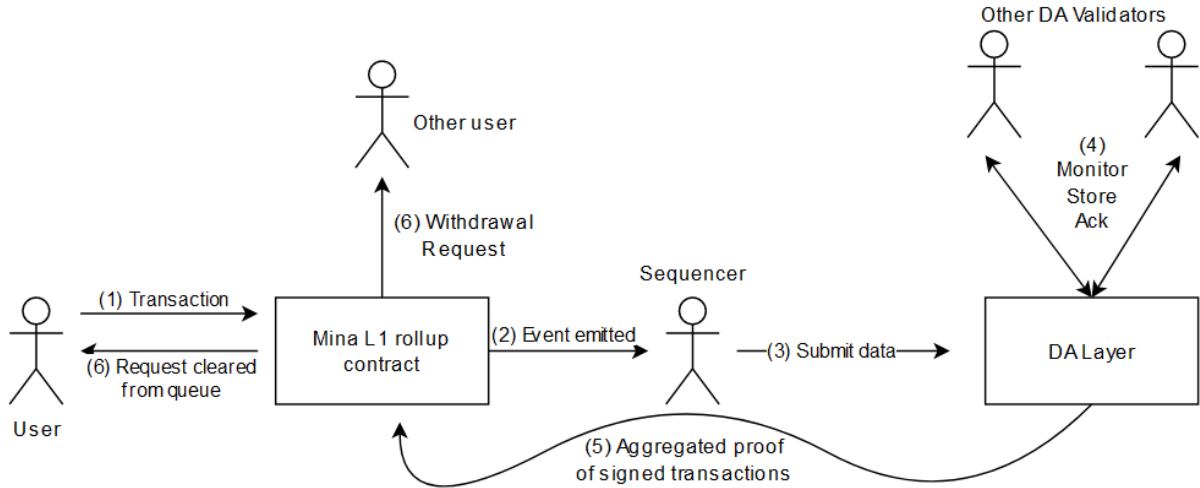 Other DA Validators
Other user
(4)
Monitor
Store
Ack
(6) Withdrawal
Request
Sequencer
(1) Transaction
Mina L1 rollup
contract
(2) Event emitted
(3) Submit data
DA Layer
(6) Request cleared
from queue
User
(5) Aggregated proof
of signed transactions